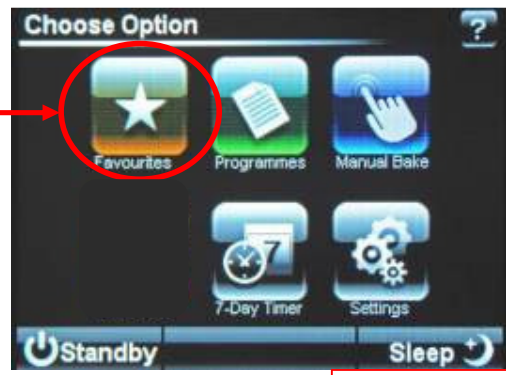 Choose Option
?
Favourites
Programmes
Manual Bake
7
7-Day Timer
Settings
Standby
Sleep